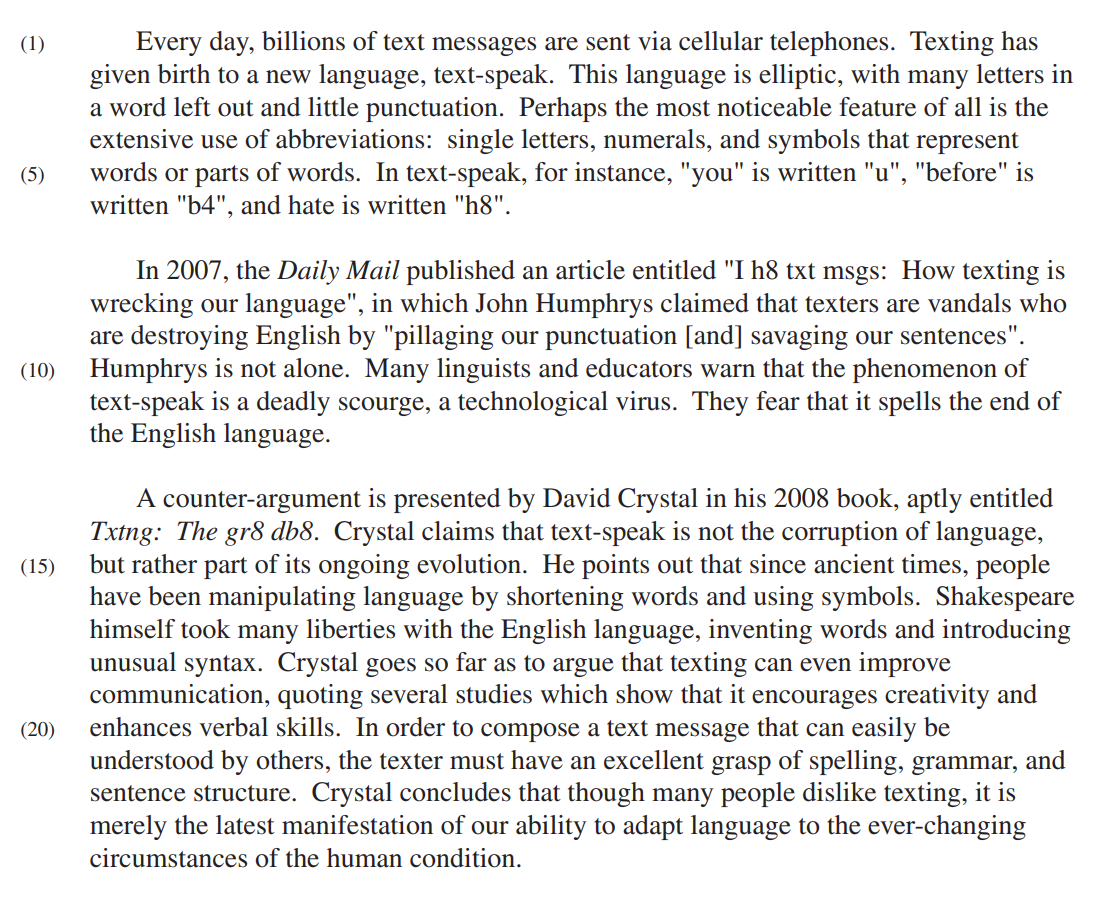 (1) Every day, billions of text messages are sent via cellular telephones. Texting has
given birth to a new language, text-speak. This language is elliptic, with many letters in
a word left out and little punctuation. Perhaps the most noticeable feature of all is the
extensive use of abbreviations: single letters, numerals, and symbols that represent
(5) words or parts of words. In text-speak, for instance, "you" is written "u", "before" is
written "b4", and hate is written "h8".
In 2007, the Daily Mail published an article entitled "I h8 txt msgs: How texting is
wrecking our language", in which John Humphrys claimed that texters are vandals who
are destroying English by "pillaging our punctuation [and] savaging our sentences".
(10) Humphrys is not alone. Many linguists and educators warn that the phenomenon of
text-speak is a deadly scourge, a technological virus. They fear that it spells the end of
the English language.
A counter-argument is presented by David Crystal in his 2008 book, aptly entitled
Txtng: The gr8 db8. Crystal claims that text-speak is not the corruption of language,
(15) but rather part of its ongoing evolution. He points out that since ancient times, people
have been manipulating language by shortening words and using symbols. Shakespeare
himself took many liberties with the English language, inventing words and introducing
unusual syntax. Crystal goes so far as to argue that texting can even improve
communication, quoting several studies which show that it encourages creativity and
(20) enhances verbal skills. In order to compose a text message that can easily be
understood by others, the texter must have an excellent grasp of spelling, grammar, and
sentence structure. Crystal concludes that though many people dislike texting, it is
merely the latest manifestation of our ability to adapt language to the ever-changing
circumstances of the human condition.